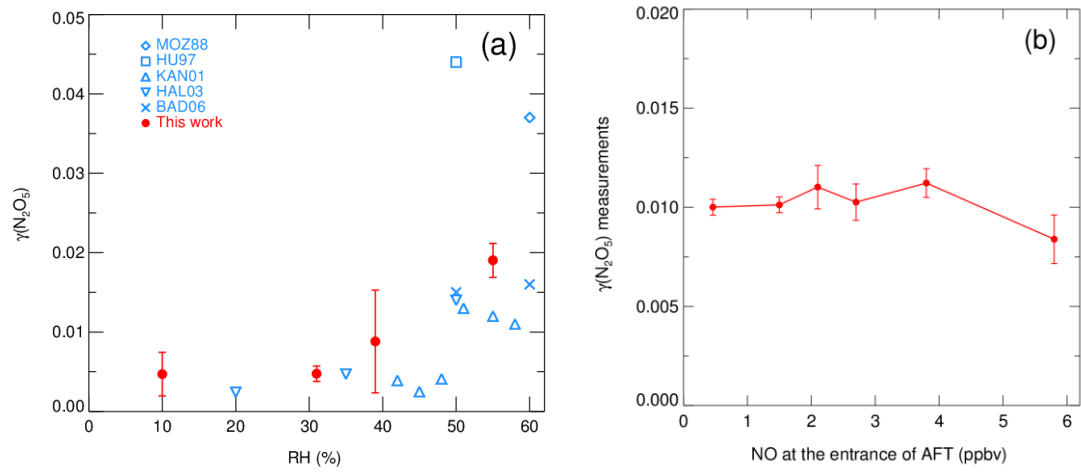 0.05
0.04
0.03
0.02
0.01
0.00
γ(N₂O₅)
(a)
MOZ88
HU97
KAN01
HAL03
BAD06
This work
0 10 20 30 40 50 60
RH (%)
0.020
0.015
0.010
0.005
0.000
γ(N₂O₅) measurements
(b)
0 1 2 3 4 5 6
NO at the entrance of AFT (ppbv)